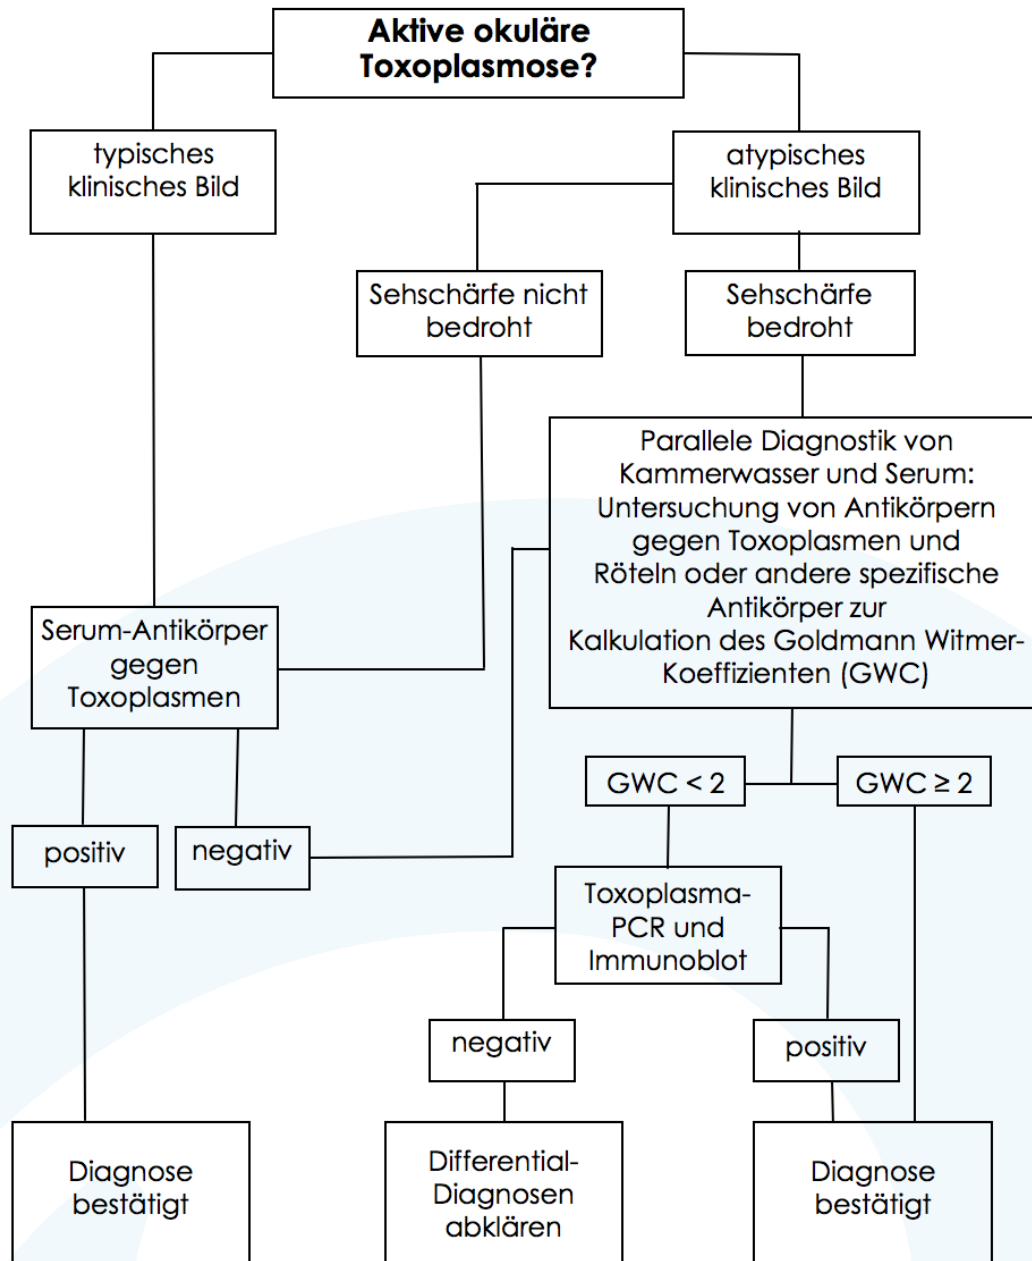 Aktive okuläre
Toxoplasmose?
typisches
klinisches Bild
atypisches
klinisches Bild
Sehschärfe nicht
bedroht
Sehschärfe
bedroht
Parallele Diagnostik von
Kammerwasser und Serum:
Untersuchung von Antikörpern
gegen Toxoplasmen und
Röteln oder andere spezifische
Antikörper zur
Kalkulation des Goldmann Witmer-
Koeffizienten (GWC)
Serum-Antikörper
gegen
Toxoplasmen
GWC < 2
GWC ≥ 2
positiv
negativ
Toxoplasma-
PCR und
Immunoblot
negativ
positiv
Diagnose
bestätigt
Differential-
Diagnosen
abklären
Diagnose
bestätigt